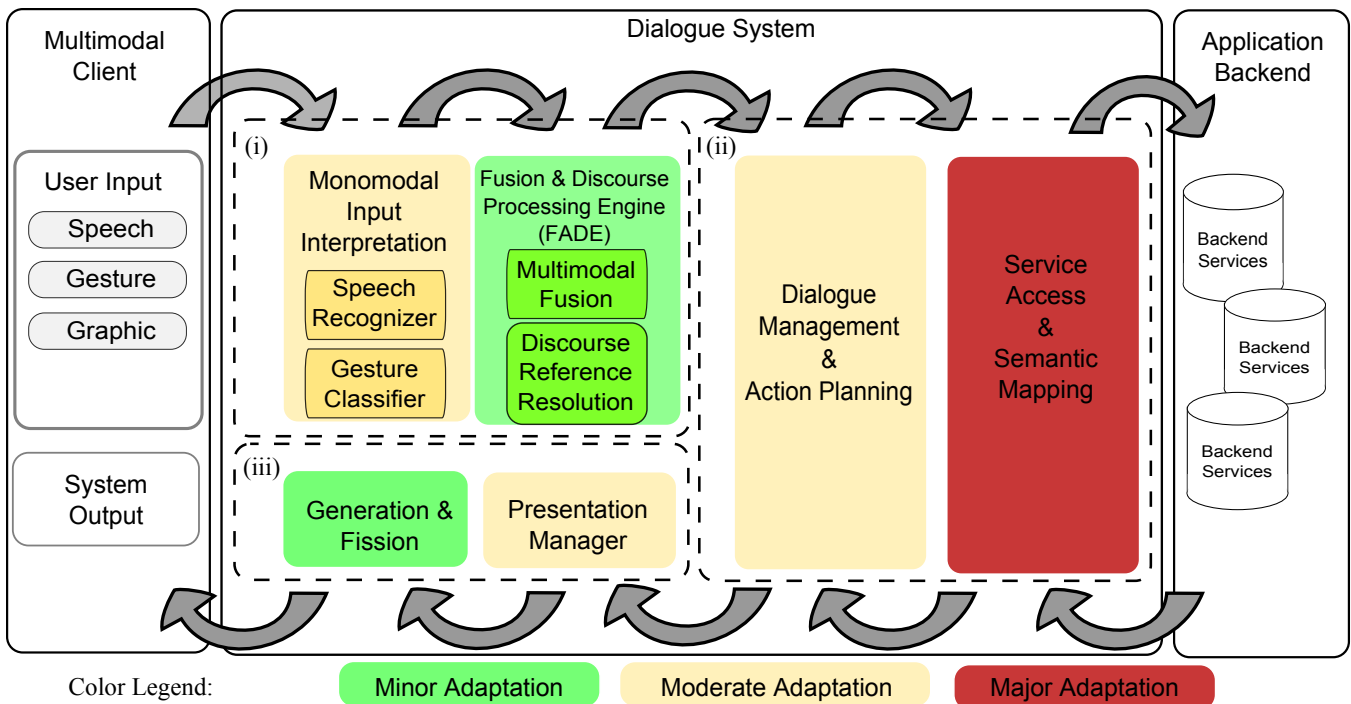 Multimodal
Client
User Input
Speech
Gesture
Graphic
System
Output
Dialogue System
(i)
Monomodal
Input
Interpretation
Speech
Recognizer
Gesture
Classifier
Fusion & Discourse
Processing Engine
(FADE)
Multimodal
Fusion
Discourse
Reference
Resolution
(ii)
Dialogue
Management
&
Action Planning
Service
Access
&
Semantic
Mapping
(iii)
Generation &
Fission
Presentation
Manager
Application
Backend
Backend
Services
Backend
Services
Backend
Services
Color Legend:
Minor Adaptation
Moderate Adaptation
Major Adaptation